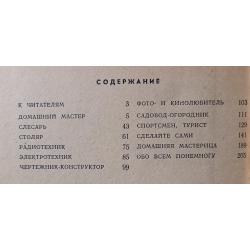 СОДЕРЖАНИЕ
К ЧИТАТЕЛЯМ 3
ДОМАШНИЙ МАСТЕР 5
СЛЕСАРЬ 43
СТОЛЯР 61
РАДИОТЕХНИК 75
ЭЛЕКТРОТЕХНИК 85
ЧЕРТЕЖНИК-КОНСТРУКТОР 99
ФОТО- И КИНОЛЮБИТЕЛЬ 103
САДОВОД-ОГОРОДНИК 111
СПОРТСМЕН, ТУРИСТ 129
СДЕЛАЙТЕ САМИ 141
ДОМАШНЯЯ МАСТЕРИЦА 189
ОБО ВСЕМ ПОНЕМНОГУ 205